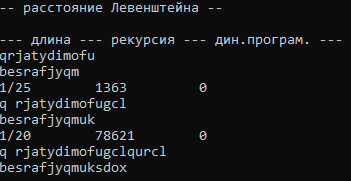 -- расстояние Левенштейна --
--- длина --- рекурсия --- дин.програм. ---
qrjatydimofu
besrafjyqm
1/25 1363 0
q rjatydimofugcl
besrafjyqmuk
1/20 78621 0
q rjatydimofugclqurcl
besrafjyqmuksdox